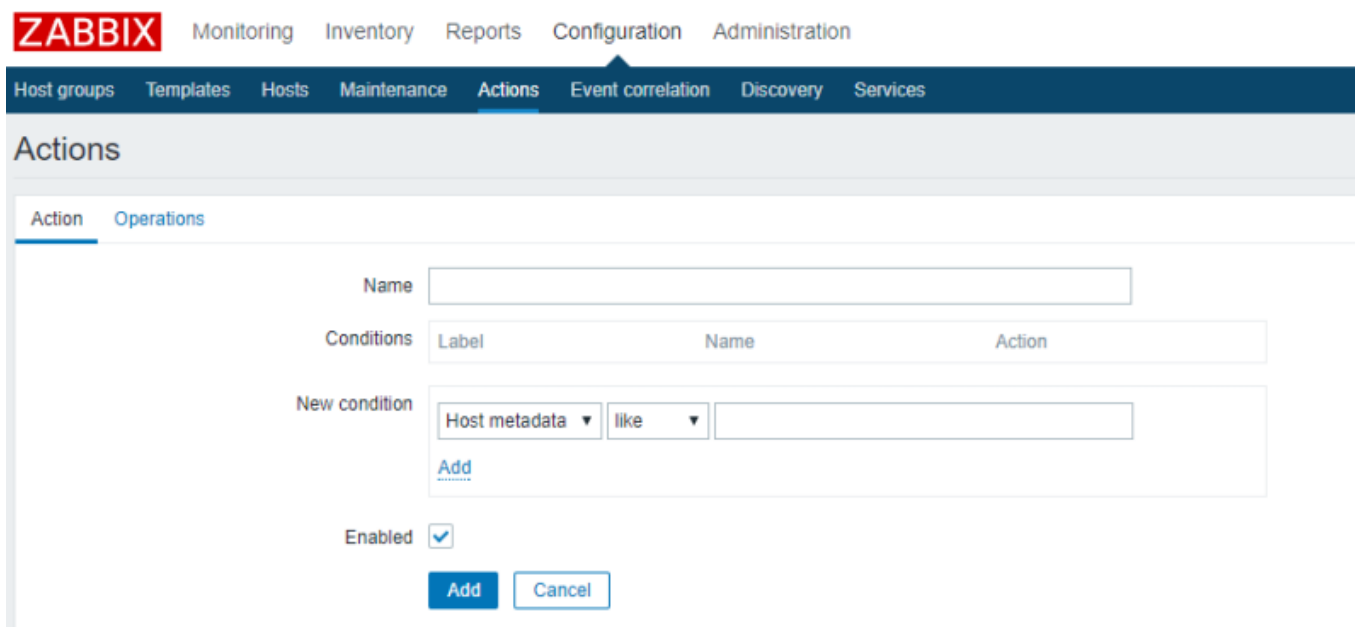 ZABBIX Monitoring Inventory Reports Configuration Administration
Host groups Templates Hosts Maintenance Actions Event correlation Discovery Services
Actions
Action Operations
Name
Conditions Label Name Action
New condition Host metadata like
Add
Enabled
Add Cancel